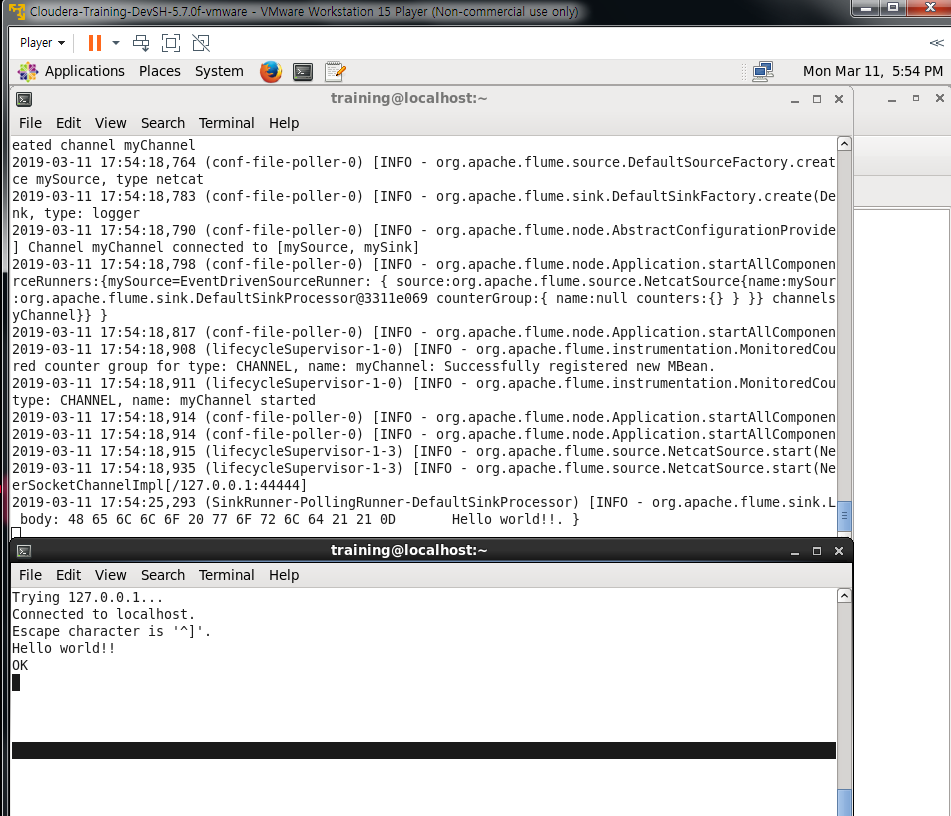 Cloudera-Training-DevSH-5.7.0f-vmware - VMware Workstation 15 Player (Non-commercial use only)
Player
Applications Places System Mon Mar 11, 5:54 PM
training@localhost:~
File Edit View Search Terminal Help
eated channel myChannel
2019-03-11 17:54:18,764 (conf-file-poller-0) [INFO - org.apache.flume.source.DefaultSourceFactory.creat
ce mySource, type netcat
2019-03-11 17:54:18,783 (conf-file-poller-0) [INFO - org.apache.flume.sink.DefaultSinkFactory.create(De
nk, type: logger
2019-03-11 17:54:18,790 (conf-file-poller-0) [INFO - org.apache.flume.node.AbstractConfigurationProvide
] Channel myChannel connected to [mySource, mySink]
2019-03-11 17:54:18,798 (conf-file-poller-0) [INFO - org.apache.flume.node.Application.startAllComponen
rceRunners:{mySource=EventDrivenSourceRunner: { source:org.apache.flume.source.NetcatSource{name:mySour
:org.apache.flume.sink.DefaultSinkProcessor@3311e069 counterGroup:{ name:null counters:{} } }} channels
yChannel}} }
2019-03-11 17:54:18,817 (conf-file-poller-0) [INFO - org.apache.flume.node.Application.startAllComponen
2019-03-11 17:54:18,908 (lifecycleSupervisor-1-0) [INFO - org.apache.flume.instrumentation.MonitoredCou
red counter group for type: CHANNEL, name: myChannel: Successfully registered new MBean.
2019-03-11 17:54:18,911 (lifecycleSupervisor-1-0) [INFO - org.apache.flume.instrumentation.MonitoredCou
type: CHANNEL, name: myChannel started
2019-03-11 17:54:18,914 (conf-file-poller-0) [INFO - org.apache.flume.node.Application.startAllComponen
2019-03-11 17:54:18,914 (conf-file-poller-0) [INFO - org.apache.flume.node.Application.startAllComponen
2019-03-11 17:54:18,915 (lifecycleSupervisor-1-3) [INFO - org.apache.flume.source.NetcatSource.start(Ne
2019-03-11 17:54:18,935 (lifecycleSupervisor-1-3) [INFO - org.apache.flume.source.NetcatSource.start(Ne
erSocketChannelImpl[/127.0.0.1:44444]
2019-03-11 17:54:25,293 (SinkRunner-PollingRunner-DefaultSinkProcessor) [INFO - org.apache.flume.sink.L
body: 48 65 6C 6C 6F 20 77 6F 72 6C 64 21 21 0D Hello world!!. }
training@localhost:~
File Edit View Search Terminal Help
Trying 127.0.0.1...
Connected to localhost.
Escape character is '^]'.
Hello world!!
OK